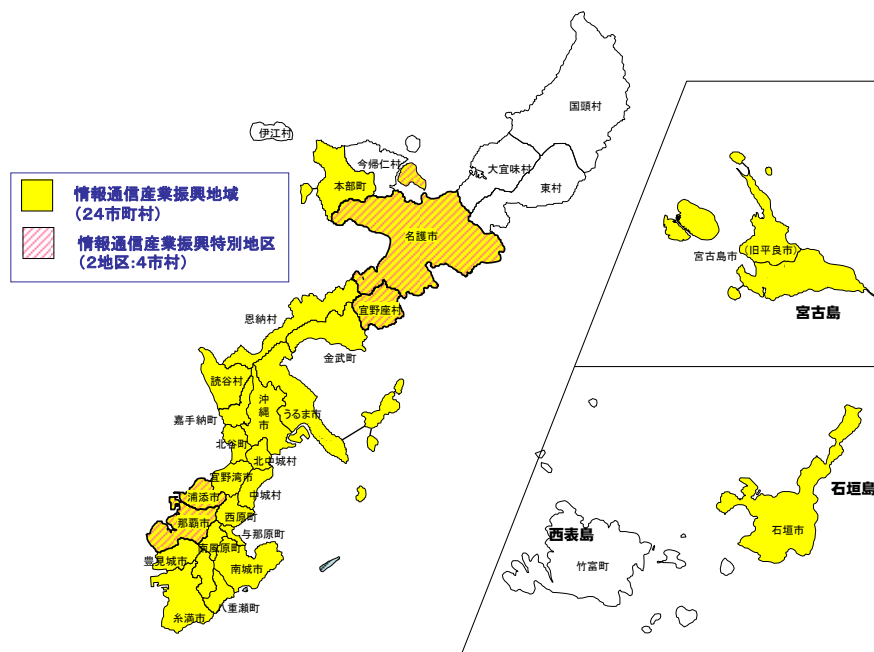 国頭村
伊江村
今帰仁村
大宜味村
東村
本部町
情報通信産業振興地域
(24市町村)
情報通信産業振興特別地区
(2地区:4市村)
名護市
宜野座村
恩納村
金武町
読谷村
沖縄市
嘉手納町
うるま市
北谷町
北中城村
宜野湾市
浦添市
中城村
那覇市
西原町
与那原町
南風原町
豊見城市
南城市
八重瀬町
糸満市
宮古島市
(旧平良市)
宮古島
石垣島
石垣市
西表島
竹富町